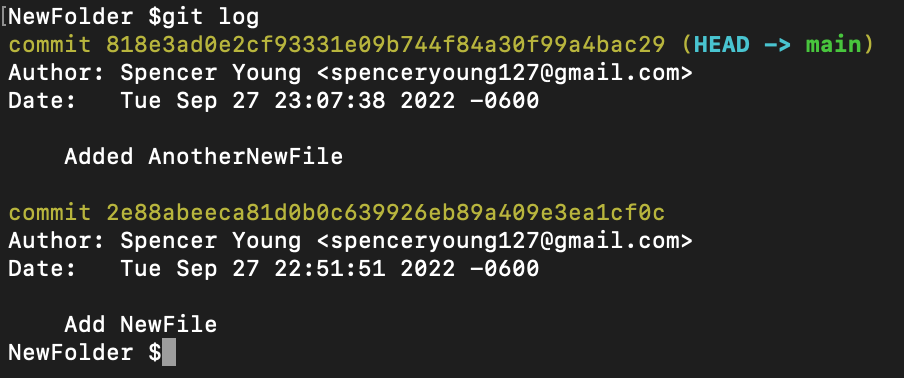 [NewFolder $git log
commit 818e3ad0e2cf93331e09b744f84a30f99a4bac29 (HEAD -> main)
Author: Spencer Young <spenceryoung127@gmail.com>
Date:   Tue Sep 27 23:07:38 2022 -0600
Added AnotherNewFile
commit 2e88abeeca81d0b0c639926eb89a409e3ea1cf0c
Author: Spencer Young <spenceryoung127@gmail.com>
Date:   Tue Sep 27 22:51:51 2022 -0600
Add NewFile
NewFolder $